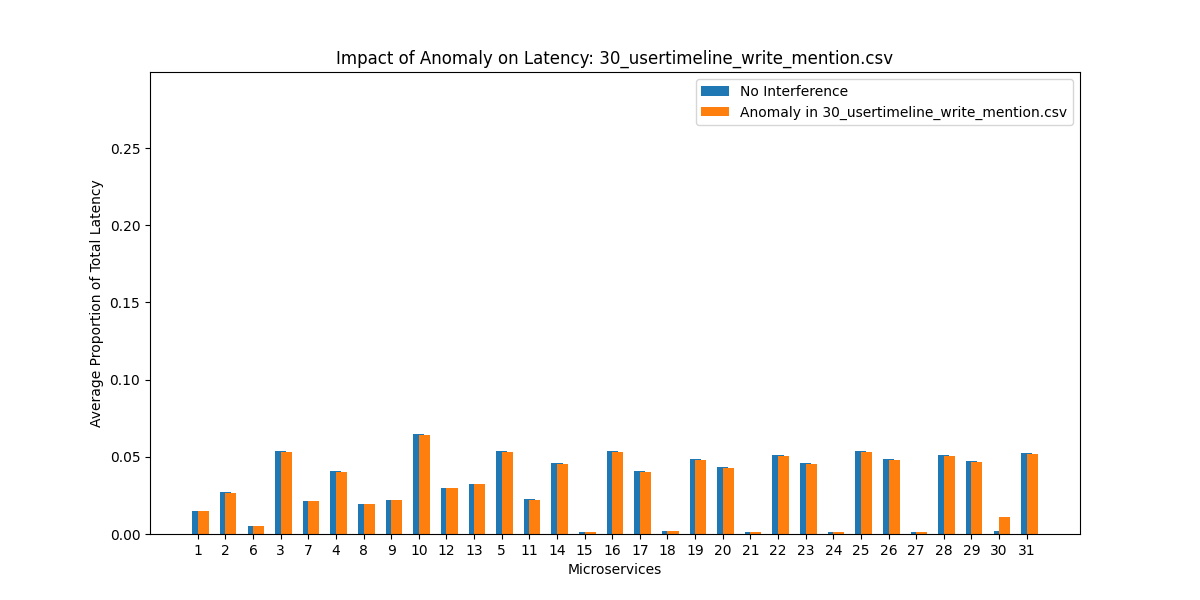 Impact of Anomaly on Latency: 30_usertimeline_write_mention.csv
No Interference
Anomaly in 30_usertimeline_write_mention.csv
Average Proportion of Total Latency
0.25
0.20
0.15
0.10
0.05
0.00
1 2 6 3 7 4 8 9 10 12 13 5 11 14 15 16 17 18 19 20 21 22 23 24 25 26 27 28 29 30 31
Microservices